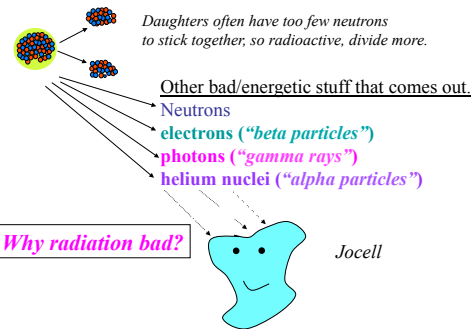 Daughters often have too few neutrons
to stick together, so radioactive, divide more.
Other bad/energetic stuff that comes out.
Neutrons
electrons (“beta particles”)
photons (“gamma rays”)
helium nuclei (“alpha particles”)
Why radiation bad?
Jocell